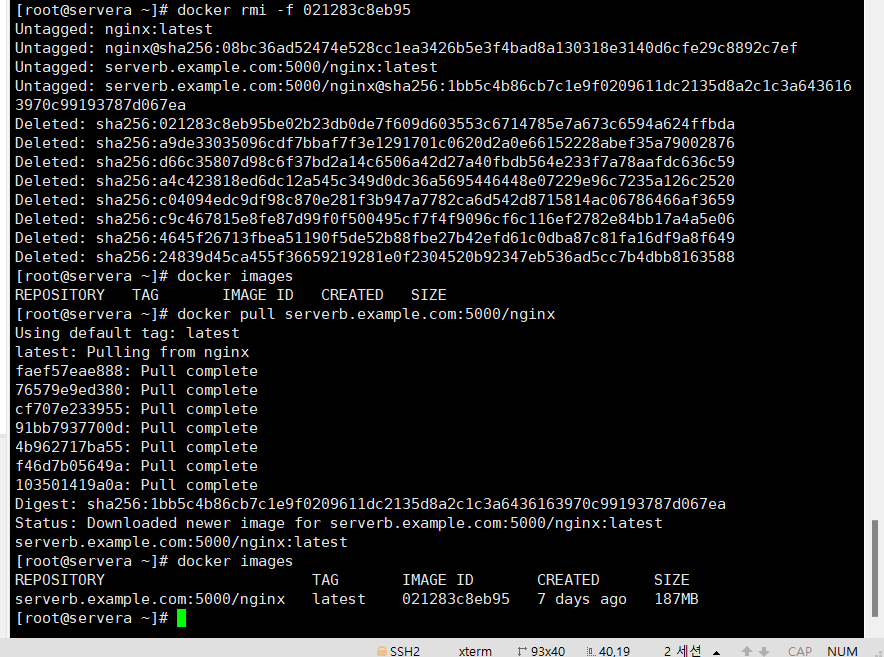 [root@servera ~]# docker rmi -f 021283c8eb95
Untagged: nginx:latest
Untagged: nginx@sha256:08bc36ad52474e528cc1ea3426b5e3f4bad8a130318e3140d6cfe29c8892c7ef
Untagged: serverb.example.com:5000/nginx:latest
Untagged: serverb.example.com:5000/nginx@sha256:1bb5c4b86cb7c1e9f0209611dc2135d8a2c1c3a643616
3970c99193787d067ea
Deleted: sha256:021283c8eb95be02b23db0de7f609d603553c6714785e7a673c6594a624ffbda
Deleted: sha256:a9de33035096cdf7bbaf7f3e1291701c0620d2a0e66152228abef35a79002876
Deleted: sha256:d66c35807d98c6f37bd2a14c6506a42d27a40fbdb564e233f7a78aafdc636c59
Deleted: sha256:a4c423818ed6dc12a545c349d0dc36a5695446448e07229e96c7235a126c2520
Deleted: sha256:c04094edc9df98c870e281f3b947a7782ca6d542d8715814ac06786466af3659
Deleted: sha256:c9c467815e8fe87d99f0f500495cf7f4f9096cf6c116ef2782e84bb17a4a5e06
Deleted: sha256:4645f26713fbea51190f5de52b88fbe27b42efd61c0dba87c81fa16df9a8f649
Deleted: sha256:24839d45ca455f36659219281e0f2304520b92347eb536ad5cc7b4dbb8163588
[root@servera ~]# docker images
REPOSITORY   TAG       IMAGE ID   CREATED   SIZE
[root@servera ~]# docker pull serverb.example.com:5000/nginx
Using default tag: latest
latest: Pulling from nginx
faef57eae888: Pull complete
76579e9ed380: Pull complete
cf707e233955: Pull complete
91bb7937700d: Pull complete
4b962717ba55: Pull complete
f46d7b05649a: Pull complete
103501419a0a: Pull complete
Digest: sha256:1bb5c4b86cb7c1e9f0209611dc2135d8a2c1c3a6436163970c99193787d067ea
Status: Downloaded newer image for serverb.example.com:5000/nginx:latest
serverb.example.com:5000/nginx:latest
[root@servera ~]# docker images
REPOSITORY                       TAG       IMAGE ID       CREATED      SIZE
serverb.example.com:5000/nginx   latest    021283c8eb95   7 days ago   187MB
[root@servera ~]#
SSH2 xterm 93x40 40,19 2 세션 CAP NUM